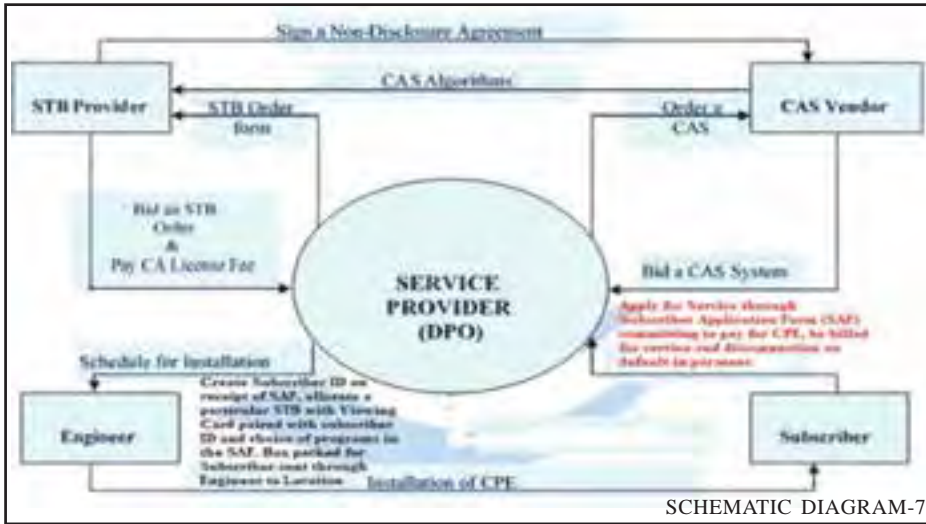 Sign a Non-Disclosure Agreement
STB Provider
CAS Algorithms
CAS Vendor
STB Order
form
Order a
CAS
Bid an STB
Order
&
Pay CA License Fee
SERVICE
PROVIDER
(DPO)
Bid a CAS System
Apply for Service through
Subscriber Application Form (SAF)
committing to pay for CPE, be billed
for service and disconnection on
default in payment
Schedule for Installation
Create Subscriber ID on
receipt of SAF, allocate a
particular STB with Viewing
Card paired with subscriber
ID and choice of programs in
the SAF. Box packed for
Subscriber sent through
Engineer to Location
Engineer
Subscriber
Installation of CPE
SCHEMATIC DIAGRAM-7